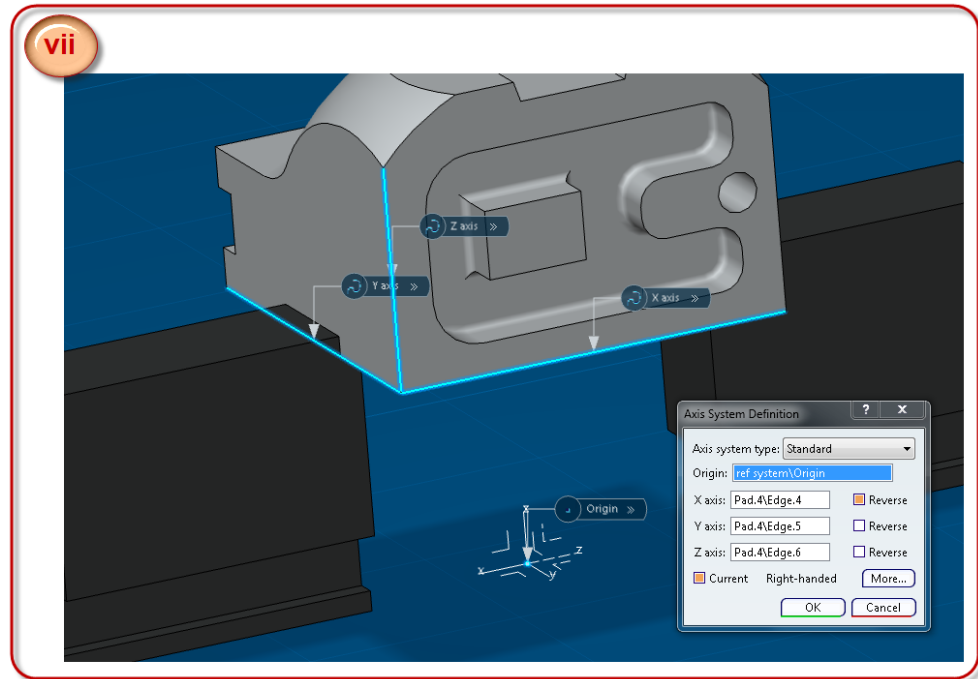 vii
Z axis »
Y axis »
X axis »
Axis System Definition ? X
Axis system type: Standard
Origin: ref system\Origin
X axis: Pad.4\Edge.4 Reverse
Y axis: Pad.4\Edge.5 Reverse
Z axis: Pad.4\Edge.6 Reverse
Current Right-handed More...
OK Cancel
Origin »
x
z
x
y